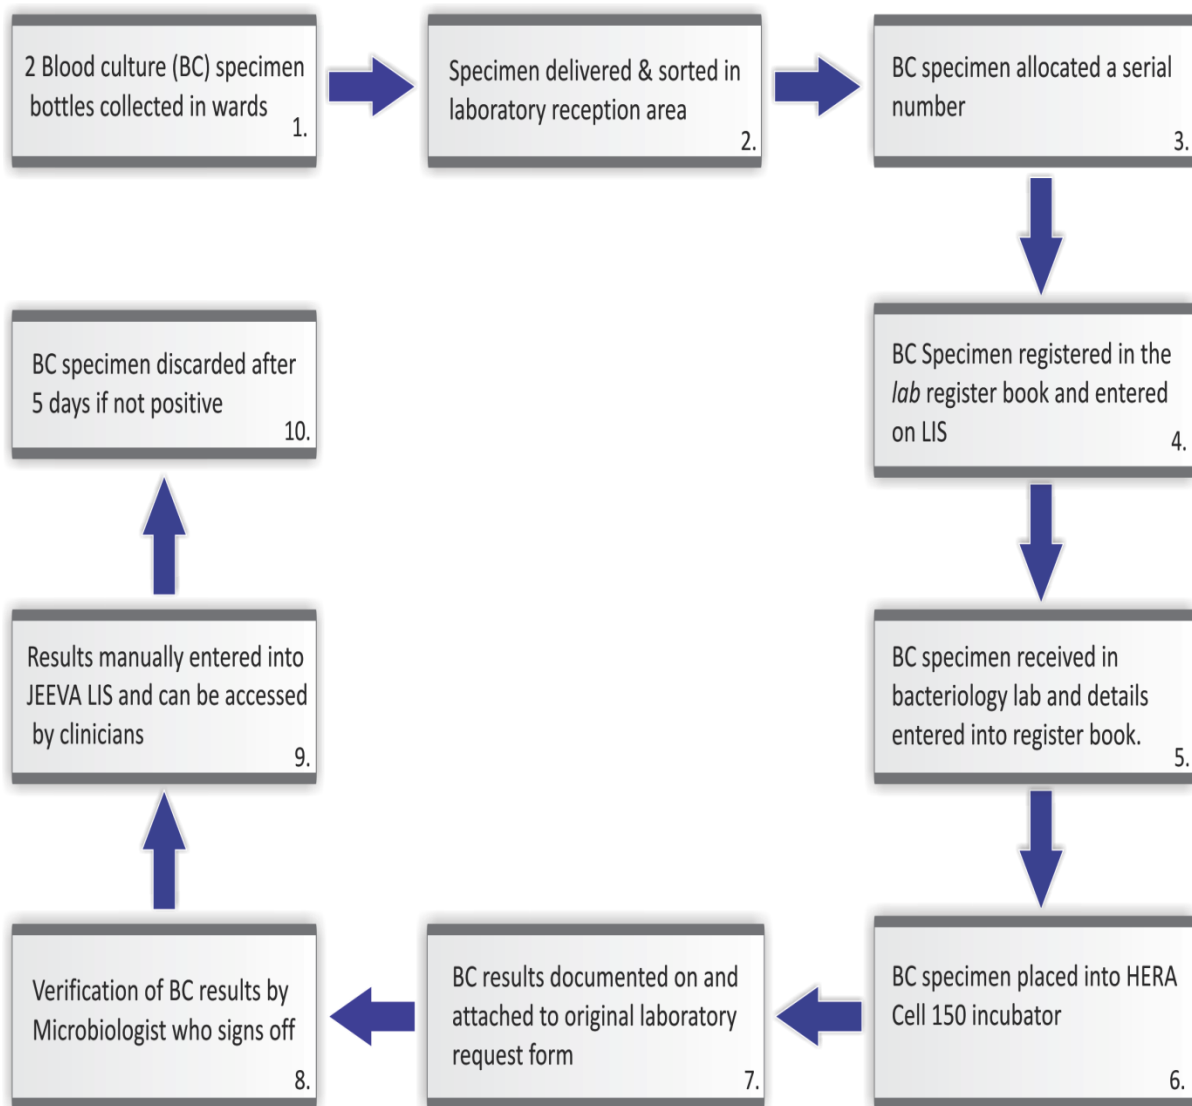 2 Blood culture (BC) specimen
bottles collected in wards
1.
Specimen delivered & sorted in
laboratory reception area
2.
BC specimen allocated a serial
number
3.
BC Specimen registered in the
lab register book and entered
on LIS
4.
BC specimen received in
bacteriology lab and details
entered into register book.
5.
BC specimen placed into HERA
Cell 150 incubator
6.
BC results documented on and
attached to original laboratory
request form
7.
Verification of BC results by
Microbiologist who signs off
8.
Results manually entered into
JEEVA LIS and can be accessed
by clinicians
9.
BC specimen discarded after
5 days if not positive
10.